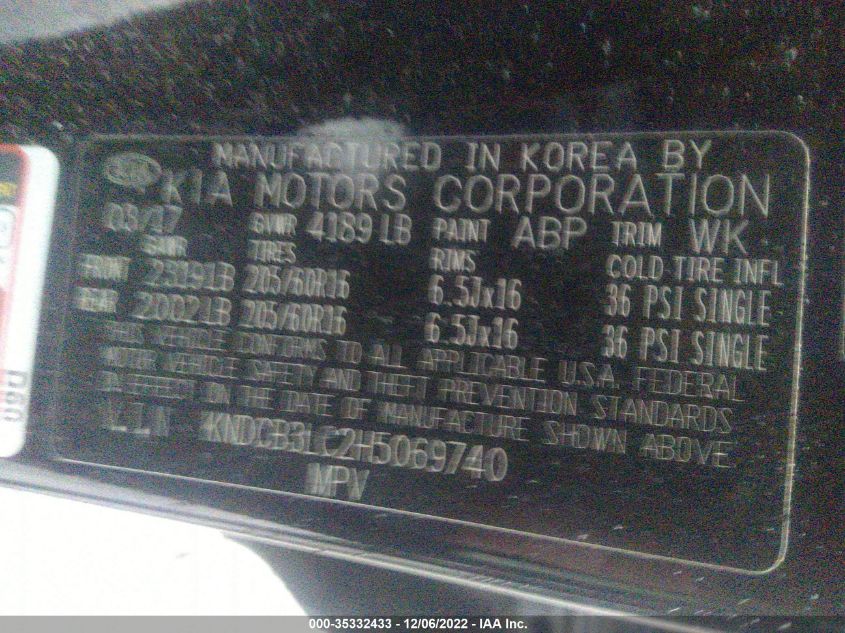 MANUFACTURED IN KOREA BY
KIA MOTORS CORPORATION
03/17 GVWR 4189 LB PAINT ABP TRIM WK
GAWR TIRES RIMS COLD TIRE INFL
FRONT 2319LB 205/60R16 6.5Jx16 36 PSI SINGLE
REAR 2002LB 205/60R16 6.5Jx16 36 PSI SINGLE
THIS VEHICLE CONFORMS TO ALL APPLICABLE U.S.A. FEDERAL
MOTOR VEHICLE SAFETY AND THEFT PREVENTION STANDARDS
IN EFFECT ON THE DATE OF MANUFACTURE SHOWN ABOVE
V.I.N KNDCB3LC2H5069740
MPV
000-35332433 - 12/06/2022 - IAA Inc.